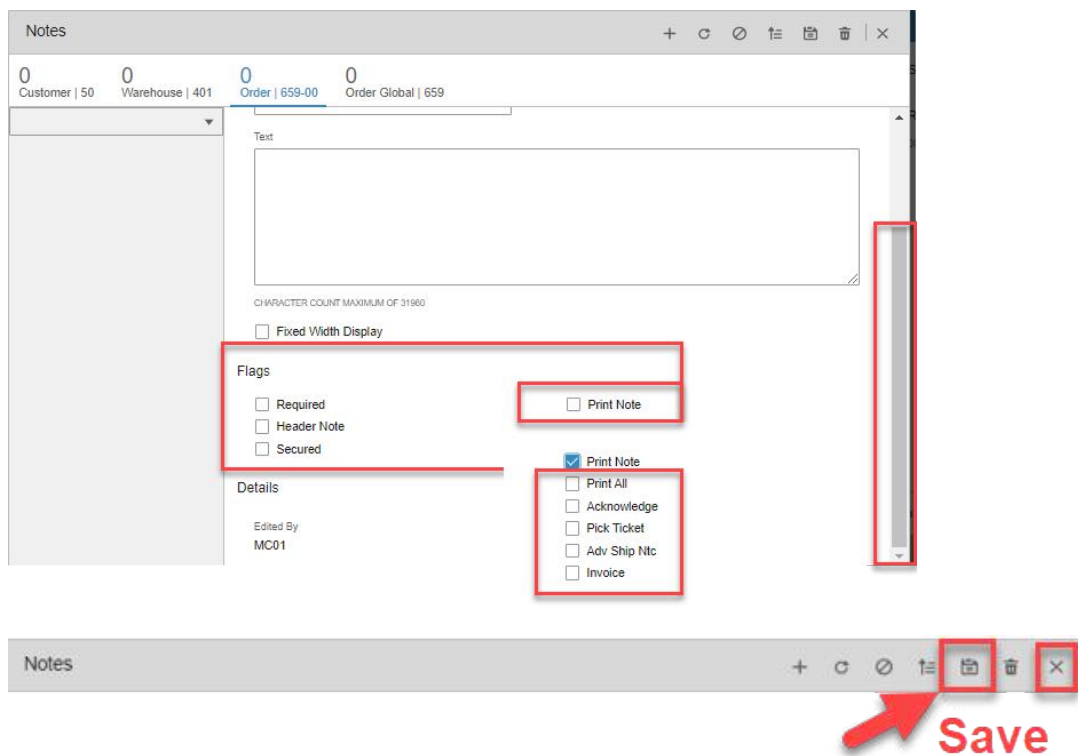 Notes
0 0 0 0
Customer | 50 Warehouse | 401 Order | 659-00 Order Global | 659
Text
CHARACTER COUNT MAXIMUM OF 31960
Fixed Width Display
Flags
Required Print Note
Header Note
Secured
Print Note
Print All
Details
Acknowledge
Edited By Pick Ticket
MC01 Adv Ship Ntc
Invoice
Notes
Save